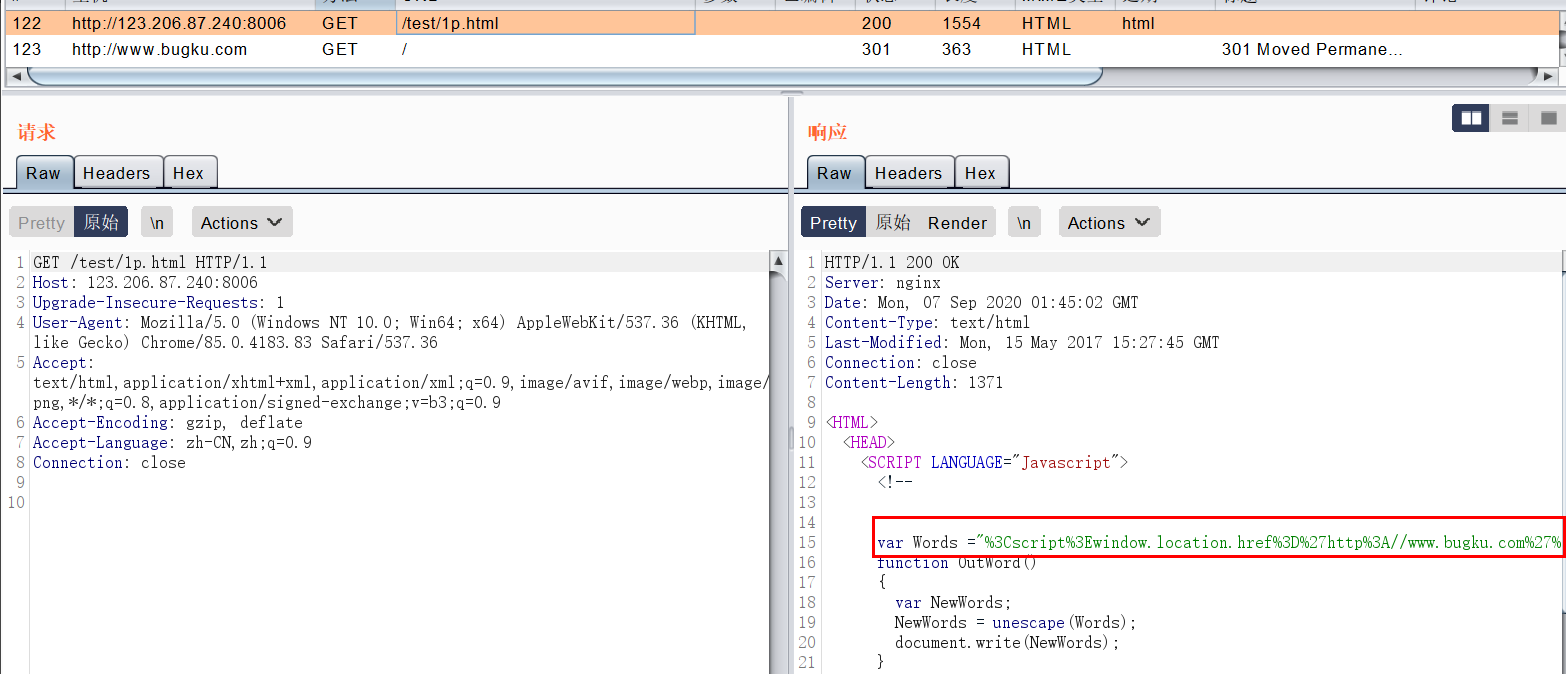 122 http://123.206.87.240:8006 GET /test/1p.html 200 1554 HTML html
123 http://www.bugku.com GET / 301 363 HTML 301 Moved Permane...
请求
Raw Headers Hex
Pretty 原始 \n Actions
1 GET /test/1p.html HTTP/1.1
2 Host: 123.206.87.240:8006
3 Upgrade-Insecure-Requests: 1
4 User-Agent: Mozilla/5.0 (Windows NT 10.0; Win64; x64) AppleWebKit/537.36 (KHTML,
like Gecko) Chrome/85.0.4183.83 Safari/537.36
5 Accept:
text/html,application/xhtml+xml,application/xml;q=0.9,image/avif,image/webp,image/
png,*/*;q=0.8,application/signed-exchange;v=b3;q=0.9
6 Accept-Encoding: gzip, deflate
7 Accept-Language: zh-CN,zh;q=0.9
8 Connection: close
9
10
响应
Raw Headers Hex
Pretty 原始 Render \n Actions
1 HTTP/1.1 200 OK
2 Server: nginx
3 Date: Mon, 07 Sep 2020 01:45:02 GMT
4 Content-Type: text/html
5 Last-Modified: Mon, 15 May 2017 15:27:45 GMT
6 Connection: close
7 Content-Length: 1371
8
9 <HTML>
10 <HEAD>
11 <SCRIPT LANGUAGE="Javascript">
12 <!--
13
14
15 var Words ="%3Cscript%3Ewindow.location.href%3D%27http%3A//www.bugku.com%27%
16 function OutWord()
17 {
18 var NewWords;
19 NewWords = unescape(Words);
20 document.write(NewWords);
21 }